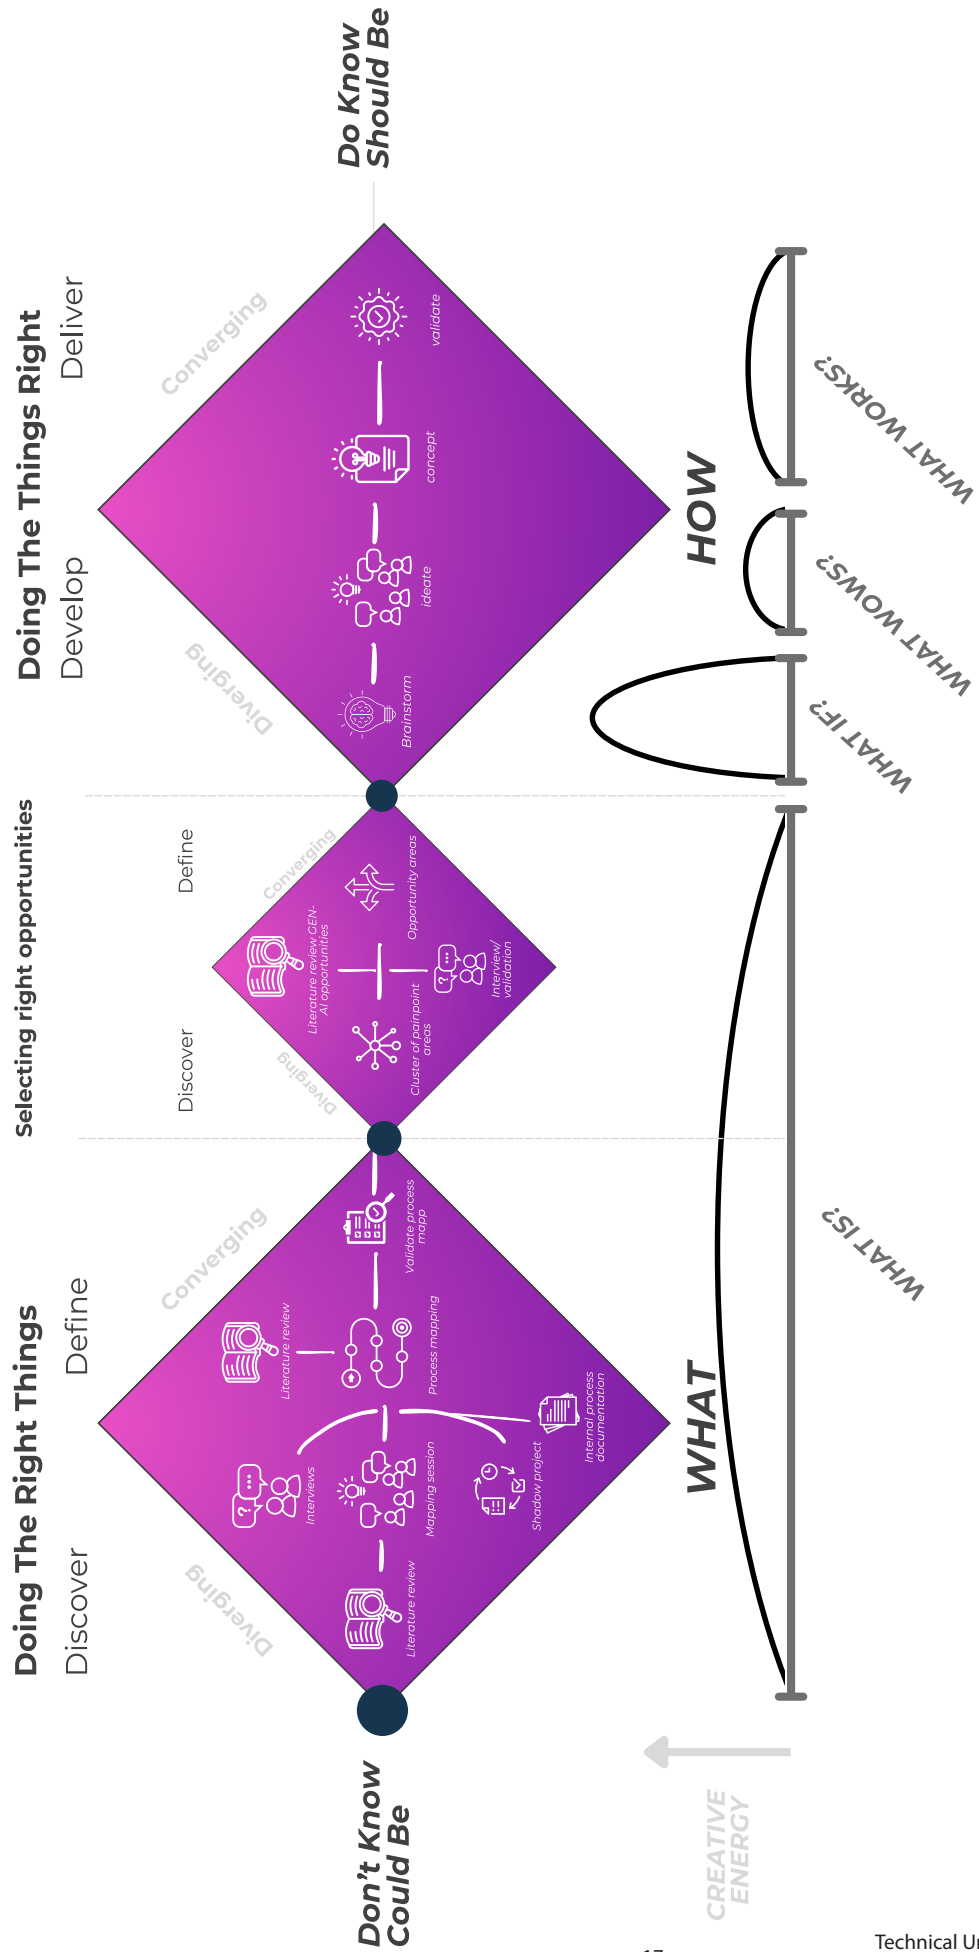 Doing The Right Things
Selecting right opportunities
Doing The Things Right
Discover
Define
Discover
Define
Develop
Deliver
Diverging
Converging
Diverging
Converging
Diverging
Converging
Don't Know
Could Be
Do Know
Should Be
Literature review
Interviews
Mapping session
Shadow project
Internal process
documentation
Literature review
Process mapping
Validate process
mapp
Cluster of painpoint
areas
Literature review GEN-
AI opportunities
Interview/
validation
Opportunity areas
Brainstorm
ideate
concept
validate
WHAT
HOW
CREATIVE
ENERGY
WHAT IS?
WHAT IF?
WHAT WOWS?
WHAT WORKS?
Technical